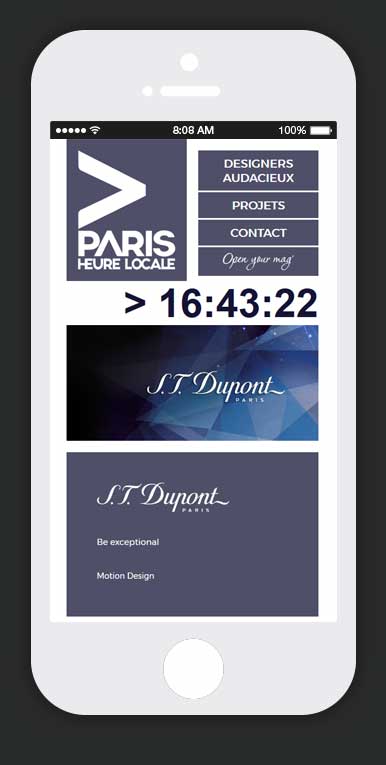 8:08 AM
100%
PARIS
HEURE LOCALE
DESIGNERS
AUDACIEUX
PROJETS
CONTACT
Open your mag'
> 16:43:22
S.T. Dupont
PARIS
S.T. Dupont
PARIS
Be exceptional
Motion Design